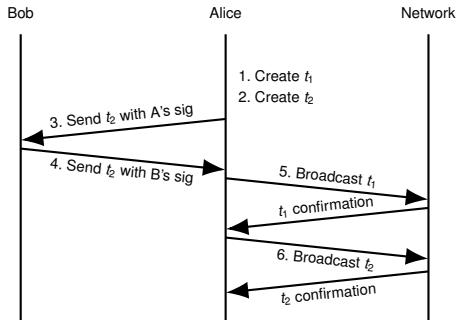 Bob Alice Network
1. Create t₁
2. Create t₂
3. Send t₂ with A's sig
4. Send t₂ with B's sig
5. Broadcast t₁
t₁ confirmation
6. Broadcast t₂
t₂ confirmation